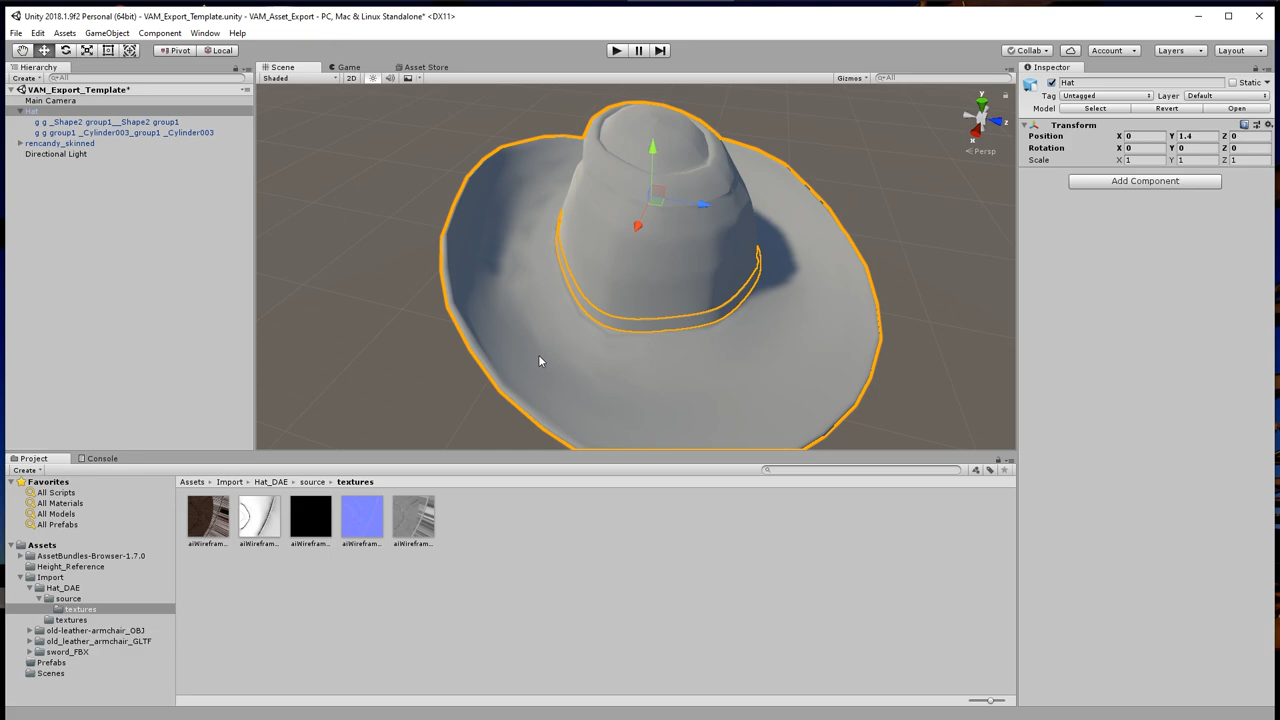 Unity 2018.1.9f2 (64bit) - VAM_Export_Template.unity - VAM_Asset_Export - PC, Mac & Linux Standalone* <DX11>
File Edit Assets GameObject Component Window Help
Pivot Local Collab Account Layers Layout
Hierarchy
Create All
VAM_Export_Template*
Main Camera
Hat
g g _Shape2 group1__Shape2 group1
g g group1 _Cylinder003_group1 _Cylinder003
rencandy_skinned
Directional Light
Scene Game Asset Store
Shaded 2D Gizmos All
y
z
x
Persp
Inspector
Hat Static
Tag Untagged Layer Default
Model Select Revert Open
Transform
Position X 0 Y 1.4 Z 0
Rotation X 0 Y 0 Z 0
Scale X 1 Y 1 Z 1
Add Component
Project Console
Create
Favorites
All Scripts
All Materials
All Models
All Prefabs
Assets
AssetBundles-Browser-1.7.0
Height_Reference
Import
Hat_DAE
source
textures
textures
old-leather-armchair_OBJ
old_leather_armchair_GLTF
sword_FBX
Prefabs
Scenes
Assets Import Hat_DAE source textures
aiWirefram... aiWirefram... aiWirefram... aiWirefram... aiWirefram...